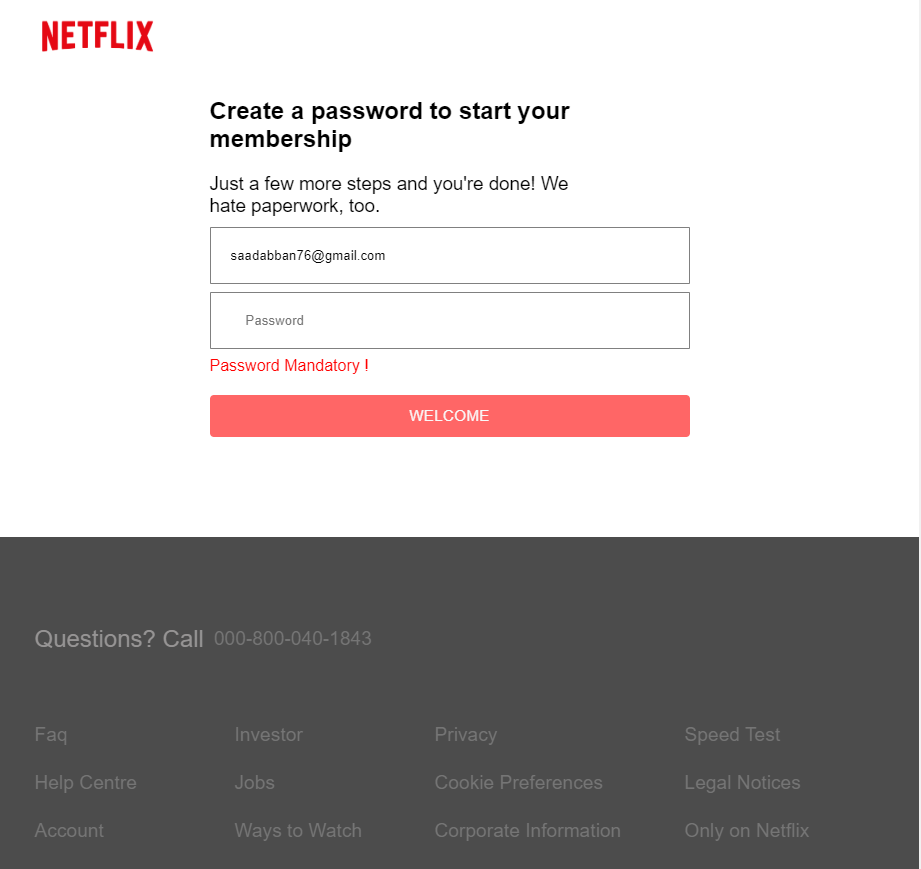 NETFLIX
Create a password to start your
membership
Just a few more steps and you're done! We
hate paperwork, too.
saadabban76@gmail.com
Password
Password Mandatory !
WELCOME
Questions? Call 000-800-040-1843
Faq Investor Privacy Speed Test
Help Centre Jobs Cookie Preferences Legal Notices
Account Ways to Watch Corporate Information Only on Netflix